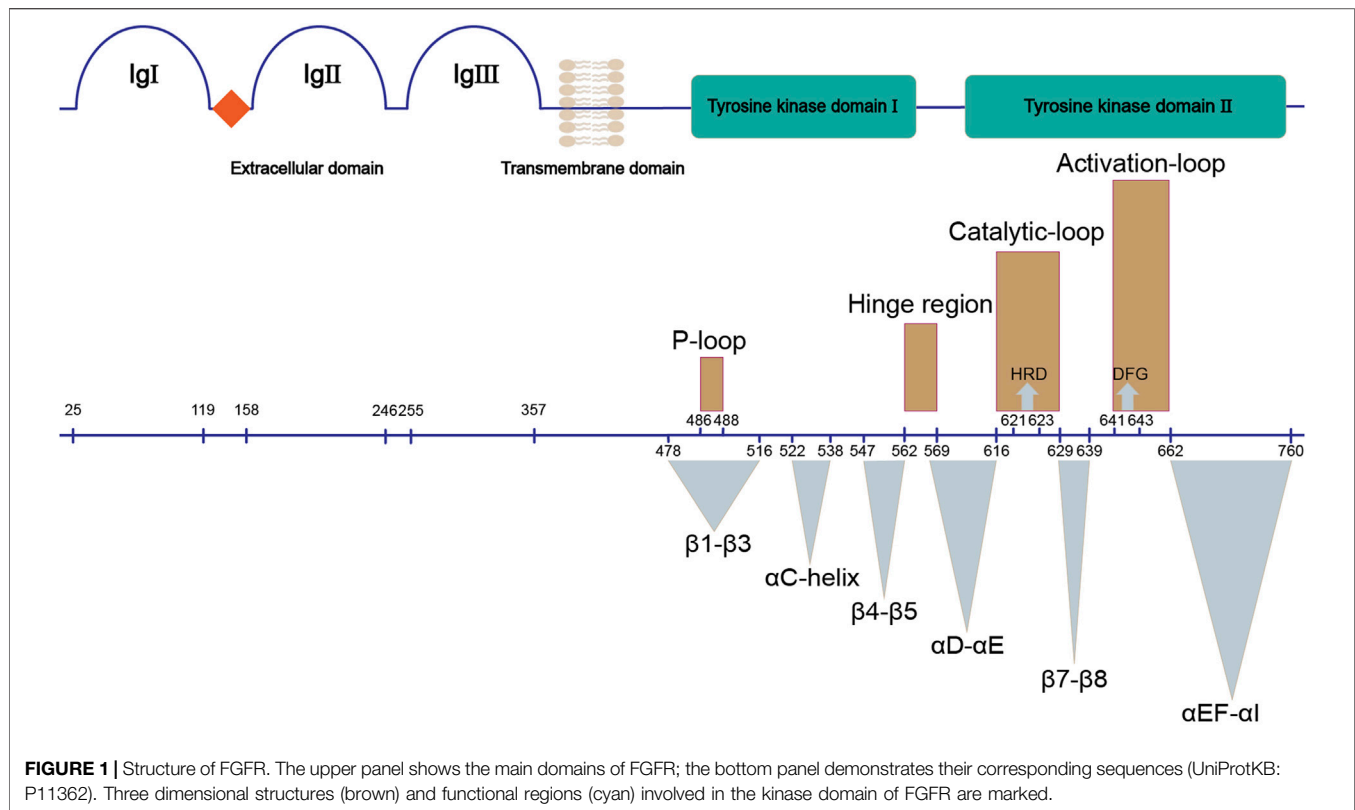 IgI
IgII
IgIII
Tyrosine kinase domain I
Tyrosine kinase domain II
Extracellular domain
Transmembrane domain
Activation-loop
Catalytic-loop
Hinge region
P-loop
HRD
DFG
25
119
158
246
255
357
486
488
621
623
641
643
478
516
522
538
547
562
569
616
629
639
662
760
β1-β3
αC-helix
β4-β5
αD-αE
β7-β8
αEF-αI
FIGURE 1 | Structure of FGFR. The upper panel shows the main domains of FGFR; the bottom panel demonstrates their corresponding sequences (UniProtKB:
P11362). Three dimensional structures (brown) and functional regions (cyan) involved in the kinase domain of FGFR are marked.